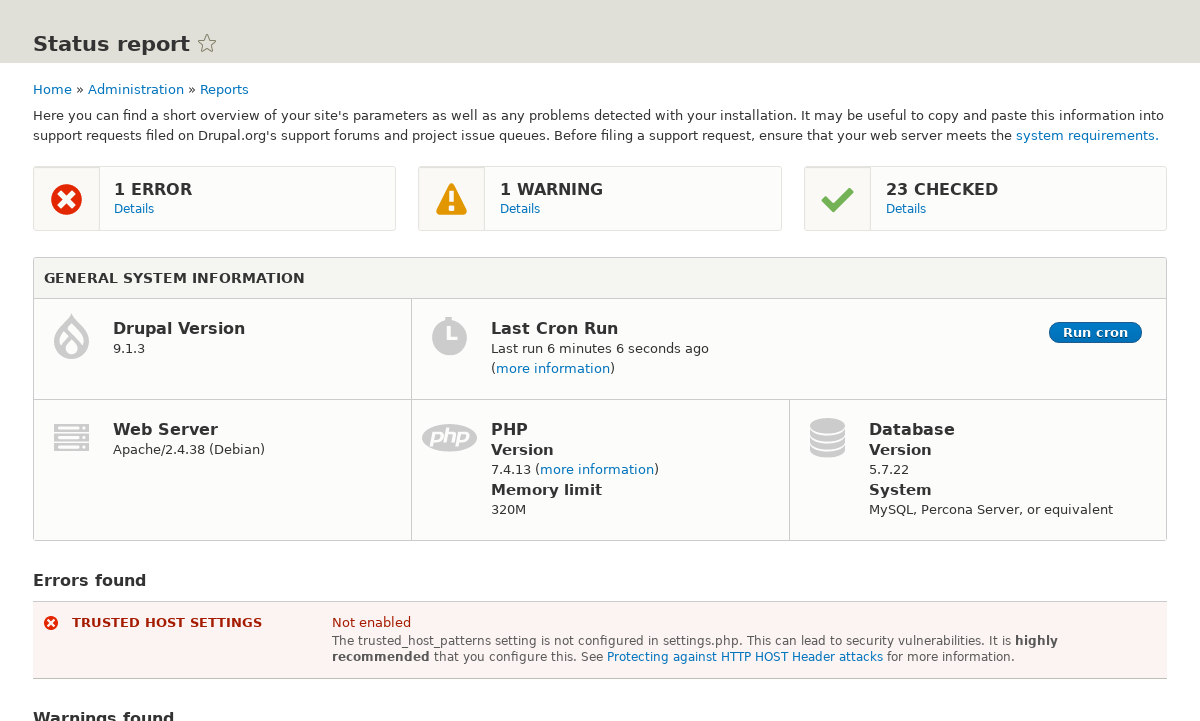 Status report
Home » Administration » Reports
Here you can find a short overview of your site's parameters as well as any problems detected with your installation. It may be useful to copy and paste this information into
support requests filed on Drupal.org's support forums and project issue queues. Before filing a support request, ensure that your web server meets the system requirements.
1 ERROR
Details
1 WARNING
Details
23 CHECKED
Details
GENERAL SYSTEM INFORMATION
Drupal Version
9.1.3
Last Cron Run
Last run 6 minutes 6 seconds ago
(more information)
Run cron
Web Server
Apache/2.4.38 (Debian)
php
PHP
Version
7.4.13 (more information)
Memory limit
320M
Database
Version
5.7.22
System
MySQL, Percona Server, or equivalent
Errors found
TRUSTED HOST SETTINGS
Not enabled
The trusted_host_patterns setting is not configured in settings.php. This can lead to security vulnerabilities. It is highly
recommended that you configure this. See Protecting against HTTP HOST Header attacks for more information.
Warnings found